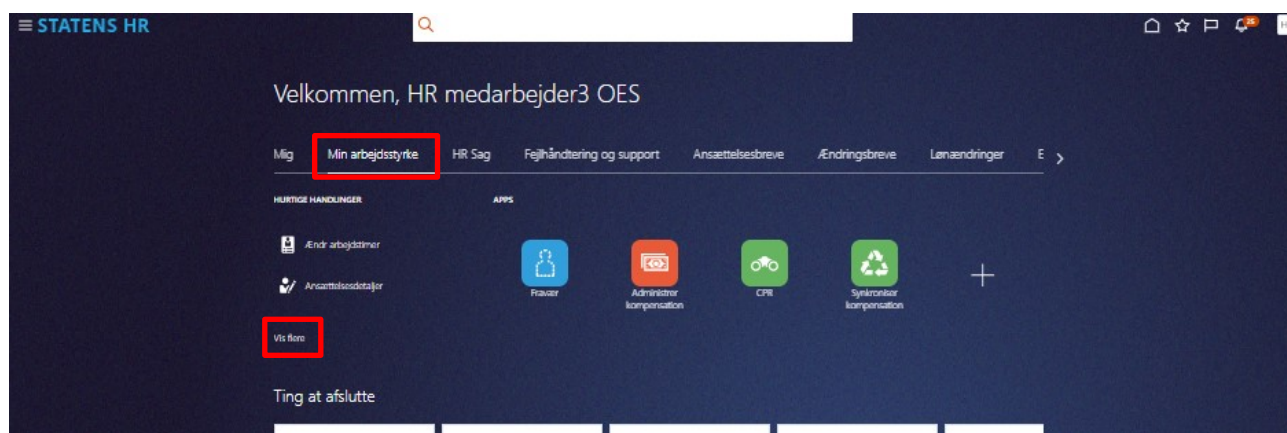 STATENS HR
25
Velkommen, HR medarbejder3 OES
Mig Min arbejdsstyrke HR Sag Fejlhåndtering og support Ansættelsesbreve Ændringsbreve Lønændringer E
HURTIGE HANDLINGER
APPS
Ændr arbejdstimer
Ansættelsesdetaljer
Vis flere
Fravær
Administrer
kompensation
CPR
Synkroniser
kompensation
Ting at afslutte